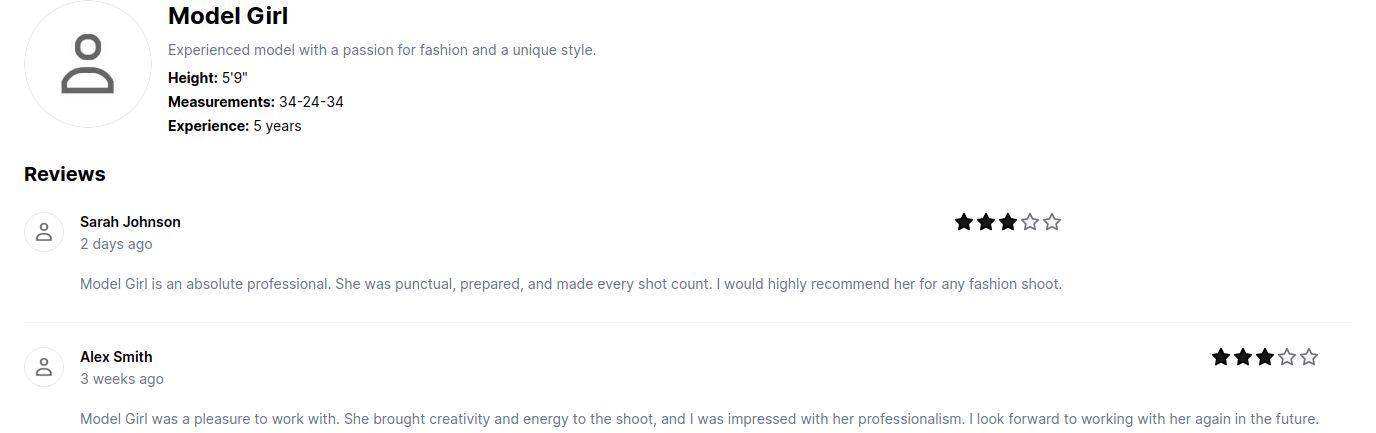 Model Girl
Experienced model with a passion for fashion and a unique style.
Height: 5'9"
Measurements: 34-24-34
Experience: 5 years
Reviews
Sarah Johnson
2 days ago
Model Girl is an absolute professional. She was punctual, prepared, and made every shot count. I would highly recommend her for any fashion shoot.
Alex Smith
3 weeks ago
Model Girl was a pleasure to work with. She brought creativity and energy to the shoot, and I was impressed with her professionalism. I look forward to working with her again in the future.